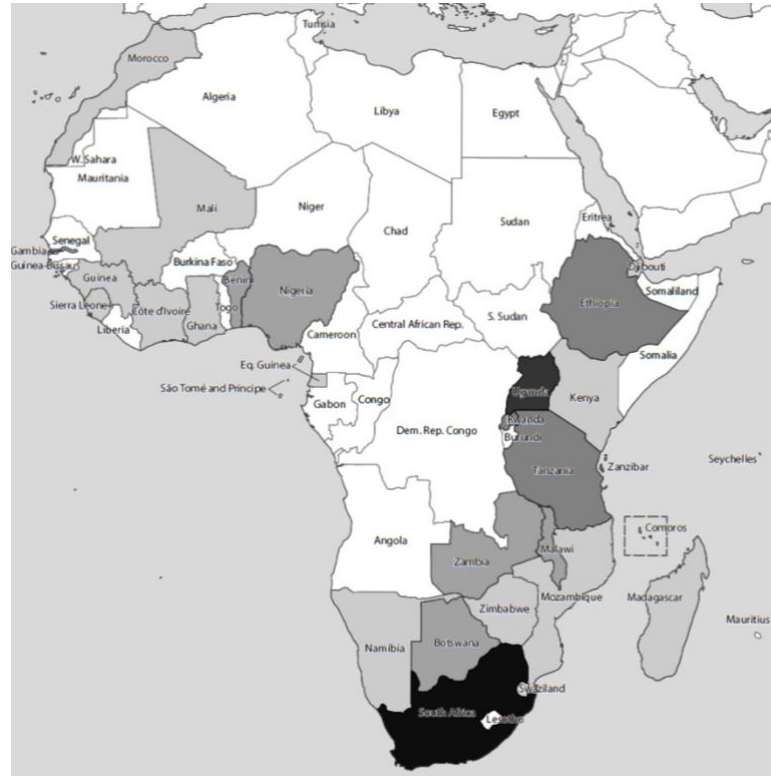 Tunisia
Morocco
Algeria
Libya
Egypt
W. Sahara
Mauritania
Mali
Niger
Chad
Sudan
Eritrea
Senegal
Gambia
Guinea-Bissau
Burkina Faso
Djibouti
Guinea
Benin
Nigeria
Ethiopia
Somaliland
Sierra Leone
Côte d'Ivoire
Ghana
Togo
Liberia
Cameroon
Central African Rep.
S. Sudan
Somalia
Eq. Guinea
São Tomé and Principe
Gabon
Congo
Uganda
Kenya
Dem. Rep. Congo
Rwanda
Burundi
Tanzania
Zanzibar
Seychelles
Angola
Zambia
Malawi
Comoros
Mozambique
Madagascar
Zimbabwe
Mauritius
Namibia
Botswana
Swaziland
South Africa
Lesotho